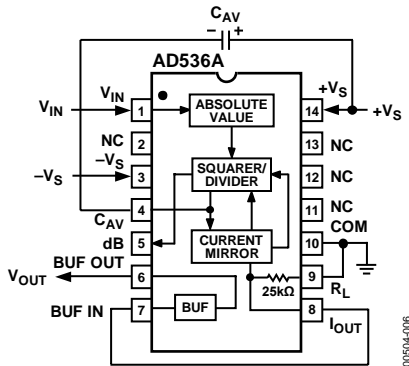 CAV
− +
AD536A
VIN
VIN
1
ABSOLUTE
VALUE
14
+VS
+VS
NC
2
13
NC
−VS
−VS
3
SQUARER/
DIVIDER
12
NC
CAV
4
11
NC
dB
5
CURRENT
MIRROR
10
COM
BUF OUT
VOUT
6
25kΩ
9
RL
BUF IN
7
BUF
8
IOUT
00504-006